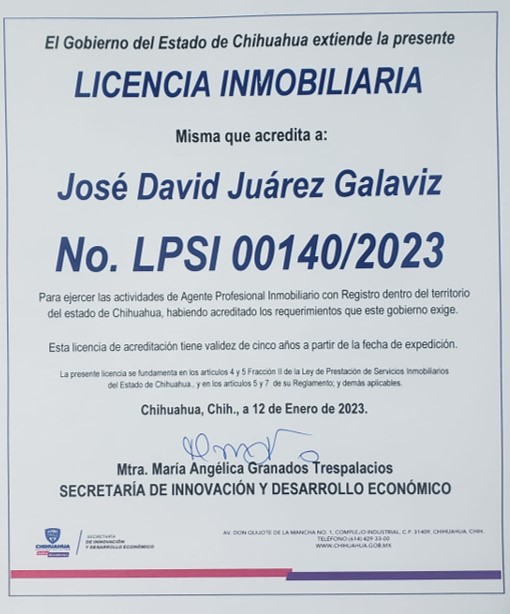 El Gobierno del Estado de Chihuahua extiende la presente
LICENCIA INMOBILIARIA
Misma que acredita a:
José David Juárez Galaviz
No. LPSI 00140/2023
Para ejercer las actividades de Agente Profesional Inmobiliario con Registro dentro del territorio
del estado de Chihuahua, habiendo acreditado los requerimientos que este gobierno exige.
Esta licencia de acreditación tiene validez de cinco años a partir de la fecha de expedición.
La presente licencia se fundamenta en los artículos 4 y 5 Fracción II de la Ley de Prestación de Servicios Inmobiliarios
del Estado de Chihuahua., y en los artículos 5 y 7 de su Reglamento; y demás aplicables.
Chihuahua, Chih., a 12 de Enero de 2023.
Mtra. María Angélica Granados Trespalacios
SECRETARÍA DE INNOVACIÓN Y DESARROLLO ECONÓMICO
CHIHUAHUA
SECRETARÍA
DE INNOVACIÓN
Y DESARROLLO ECONÓMICO
AV. DON QUIJOTE DE LA MANCHA NO. 1, COMPLEJO INDUSTRIAL, C.P. 31409, CHIHUAHUA, CHIH.
TELÉFONO (614) 429 33-00
WWW.CHIHUAHUA.GOB.MX